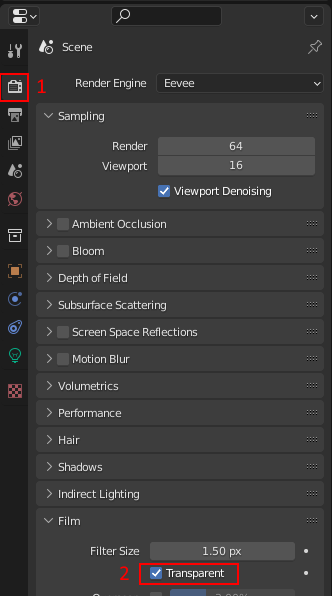 Scene
1
Render Engine Eevee
Sampling
Render 64
Viewport 16
Viewport Denoising
Ambient Occlusion
Bloom
Depth of Field
Subsurface Scattering
Screen Space Reflections
Motion Blur
Volumetrics
Performance
Hair
Shadows
Indirect Lighting
Film
Filter Size 1.50 px
2 Transparent